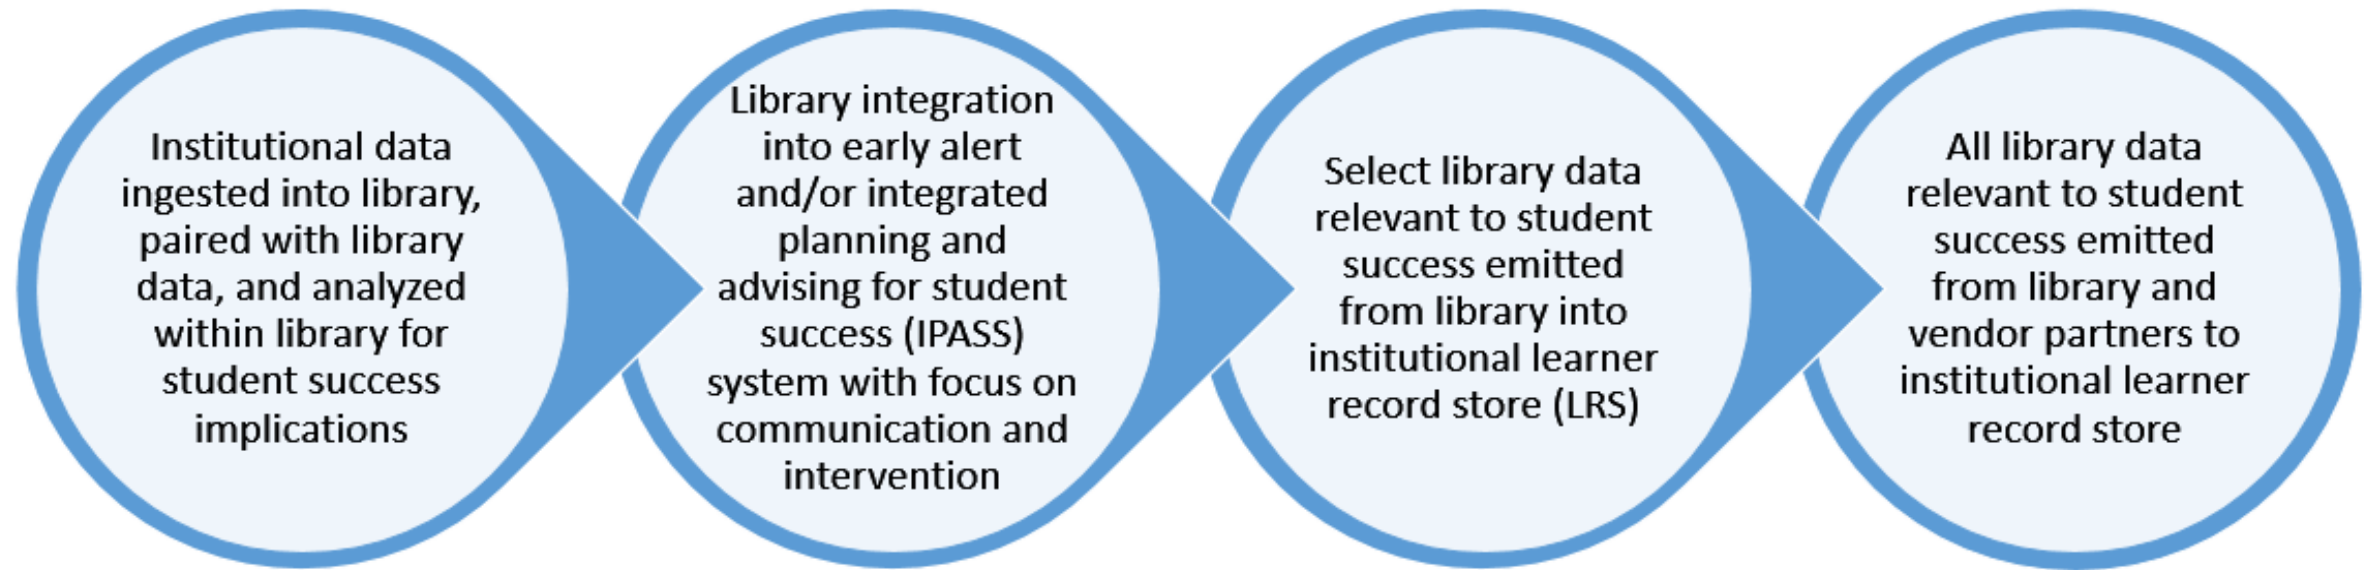 Institutional data
ingested into library,
paired with library
data, and analyzed
within library for
student success
implications
Library integration
into early alert
and/or integrated
planning and
advising for student
success (IPASS)
system with focus on
communication and
intervention
Select library data
relevant to student
success emitted
from library into
institutional learner
record store (LRS)
All library data
relevant to student
success emitted
from library and
vendor partners to
institutional learner
record store